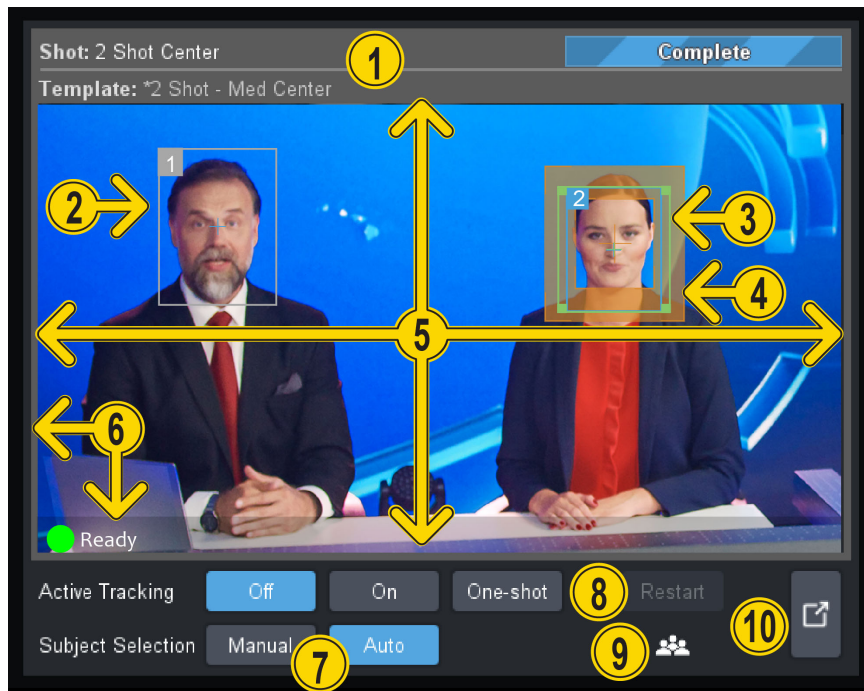 Shot: 2 Shot Center
1
Complete
Template: *2 Shot - Med Center
1
2
2
3
4
5
6
Ready
Active Tracking Off On One-shot 8 Restart
10
Subject Selection Manual 7 Auto 9